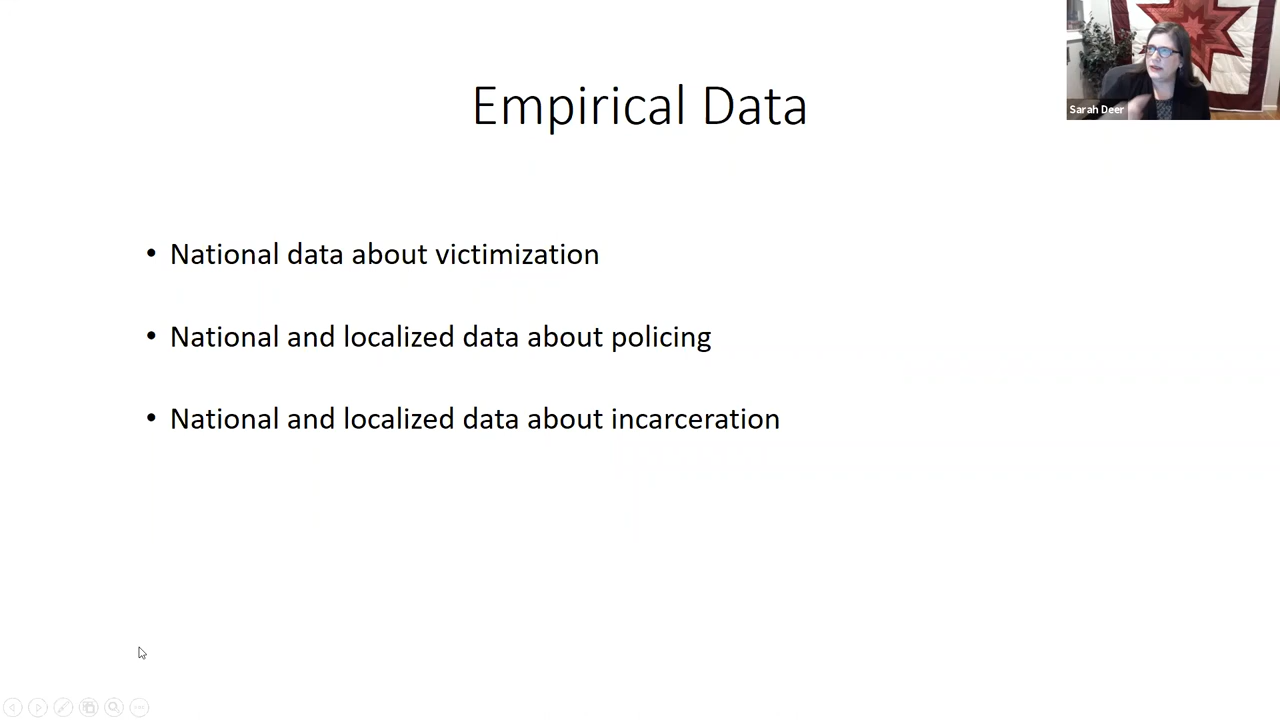 Empirical Data
Sarah Deer
• National data about victimization
• National and localized data about policing
• National and localized data about incarceration